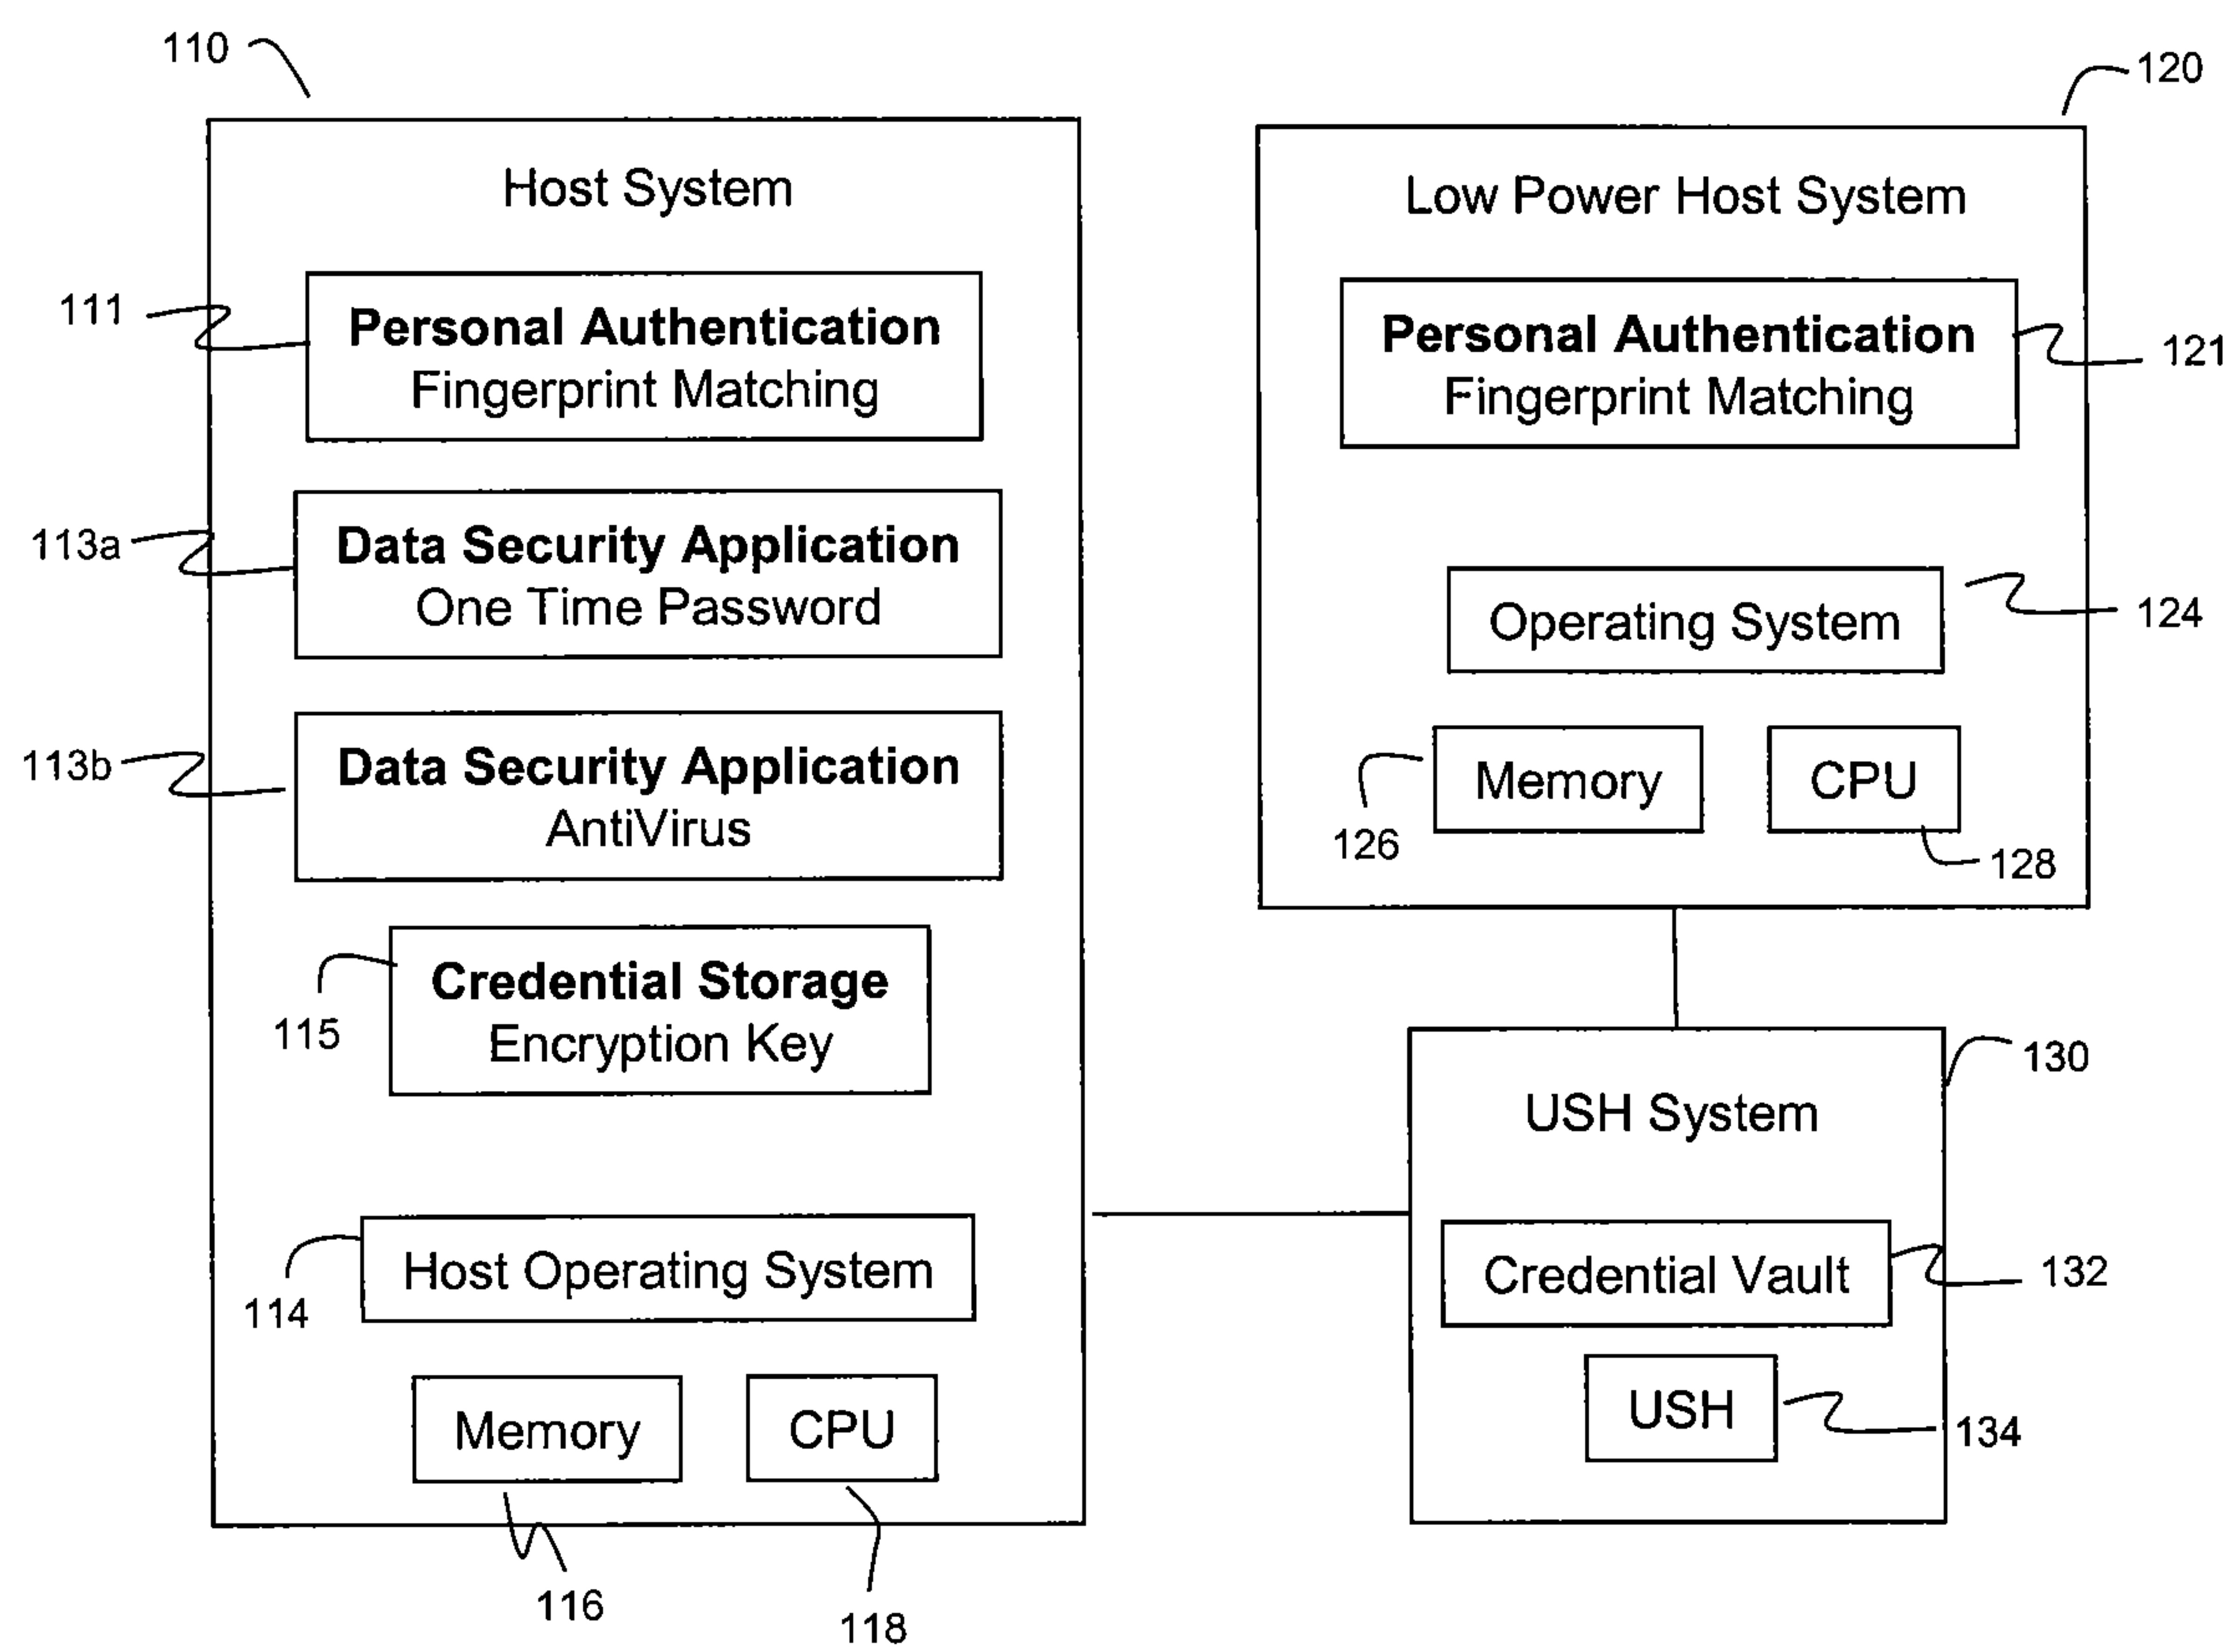 110
Host System
111
Personal Authentication
Fingerprint Matching
113a
Data Security Application
One Time Password
113b
Data Security Application
AntiVirus
Credential Storage
Encryption Key
115
Host Operating System
114
Memory
CPU
116
118
120
Low Power Host System
Personal Authentication
Fingerprint Matching
121
Operating System
124
Memory
CPU
126
128
130
USH System
Credential Vault
132
USH
134